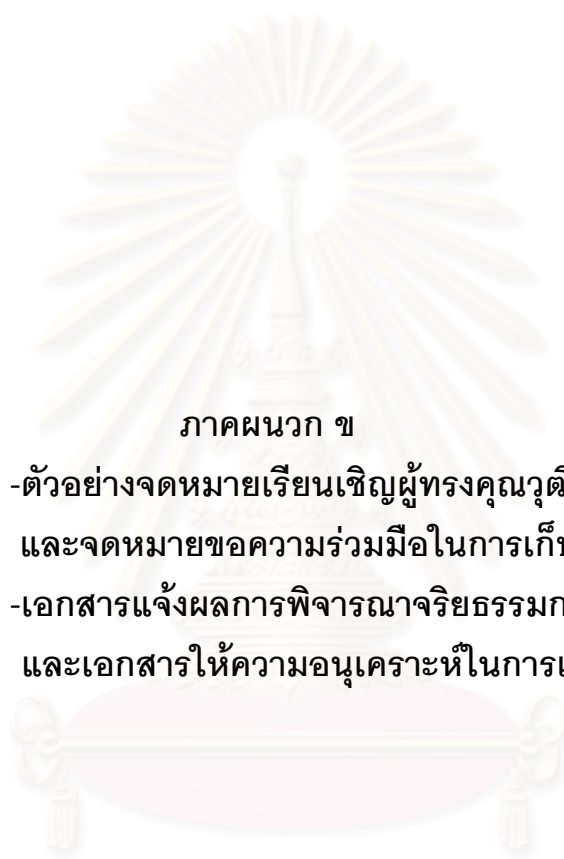 ภาคผนวก ข
-ตัวอย่างจดหมายเรียนเชิญผู้ทรงคุณวุฒิ
และจดหมายขอความร่วมมือในการเก็บ
-เอกสารแจ้งผลการพิจารณาจริยธรรมก
และเอกสารให้ความอนุเคราะห์ในการเ